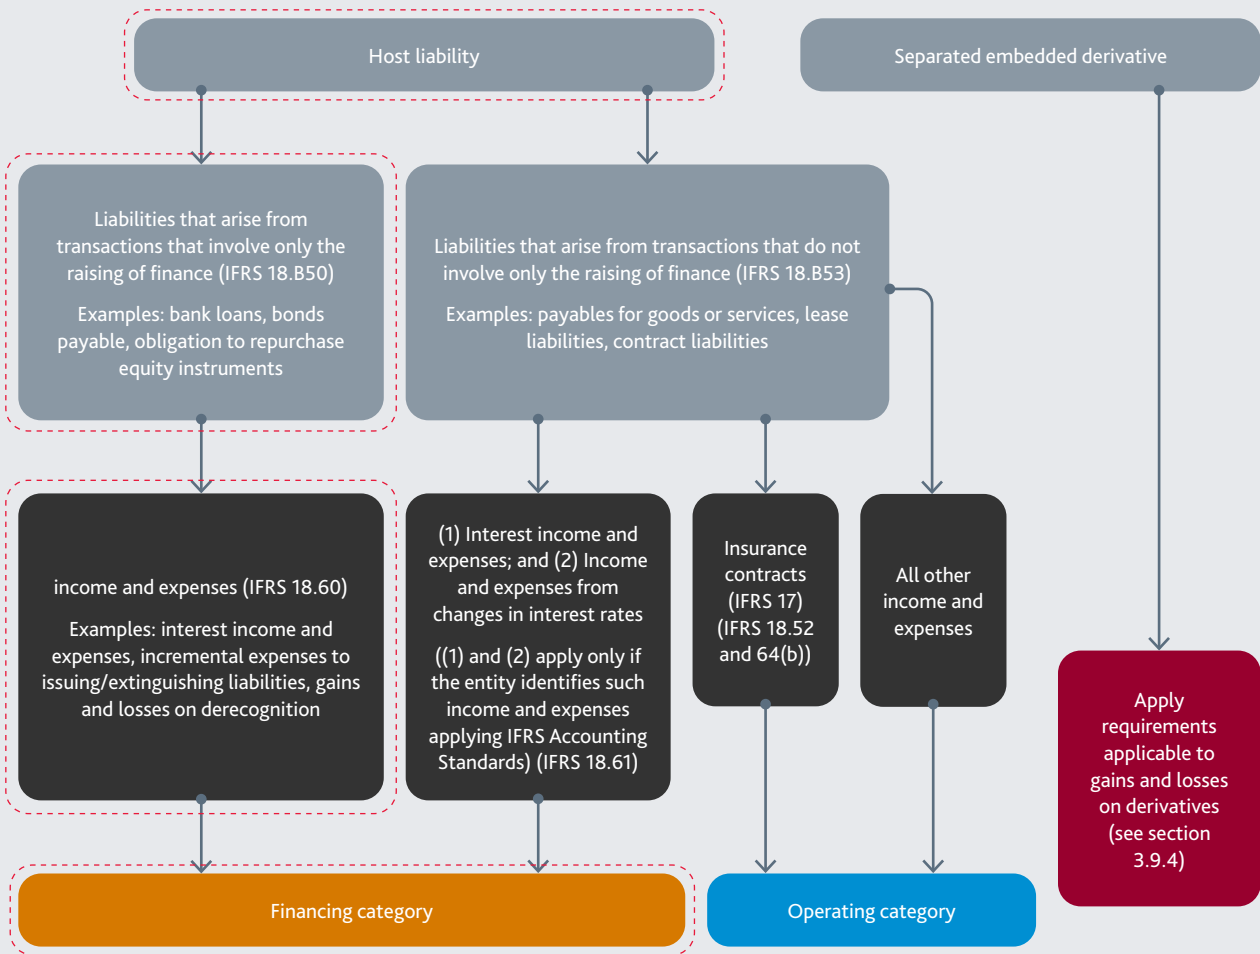 Host liability
Separated embedded derivative
Liabilities that arise from
transactions that involve only the
raising of finance (IFRS 18.B50)
Examples: bank loans, bonds
payable, obligation to repurchase
equity instruments
Liabilities that arise from transactions that do not
involve only the raising of finance (IFRS 18.B53)
Examples: payables for goods or services, lease
liabilities, contract liabilities
income and expenses (IFRS 18.60)
Examples: interest income and
expenses, incremental expenses to
issuing/extinguishing liabilities, gains
and losses on derecognition
(1) Interest income and
expenses; and (2) Income
and expenses from
changes in interest rates
((1) and (2) apply only if
the entity identifies such
income and expenses
applying IFRS Accounting
Standards) (IFRS 18.61)
Insurance
contracts
(IFRS 17)
(IFRS 18.52
and 64(b))
All other
income and
expenses
Apply
requirements
applicable to
gains and losses
on derivatives
(see section
3.9.4)
Financing category
Operating category